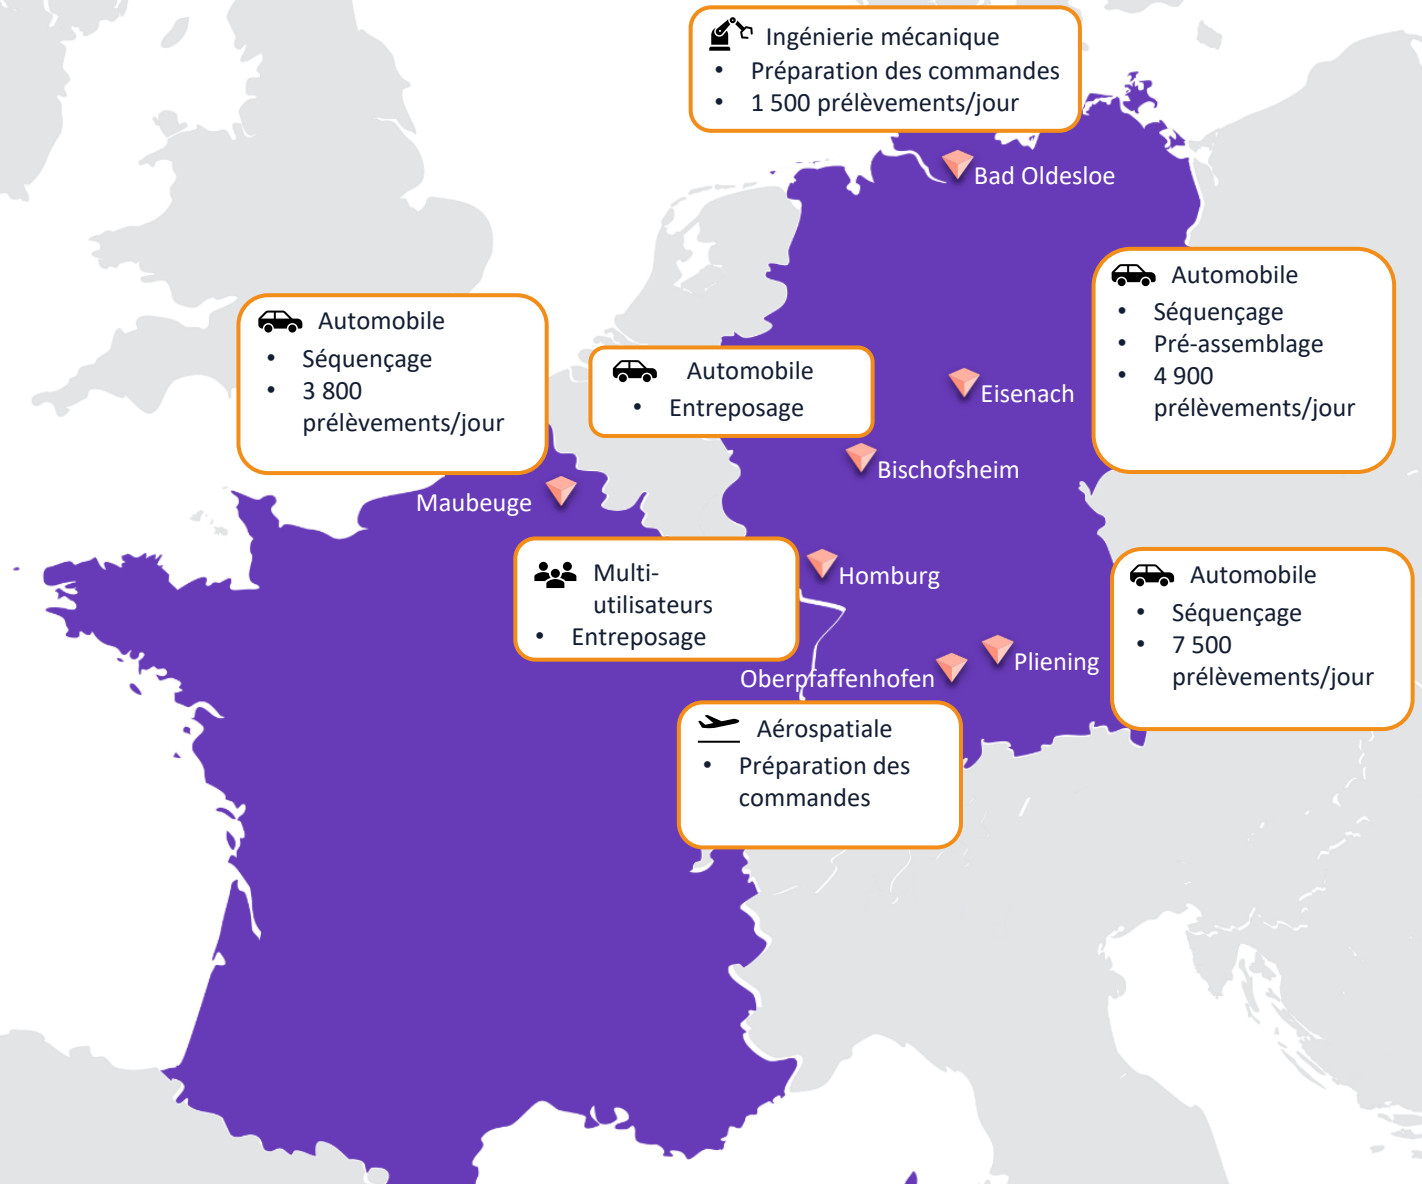 Ingénierie mécanique
• Préparation des commandes
• 1 500 prélèvements/jour
Bad Oldesloe
Automobile
• Séquençage
• Pré-assemblage
• 4 900
prélèvements/jour
Automobile
• Séquençage
• 3 800
prélèvements/jour
Automobile
• Entreposage
Eisenach
Bischofsheim
Maubeuge
Multi-
utilisateurs
• Entreposage
Homburg
Automobile
• Séquençage
• 7 500
prélèvements/jour
Pliening
Oberpfaffenhofen
Aérospatiale
• Préparation des
commandes